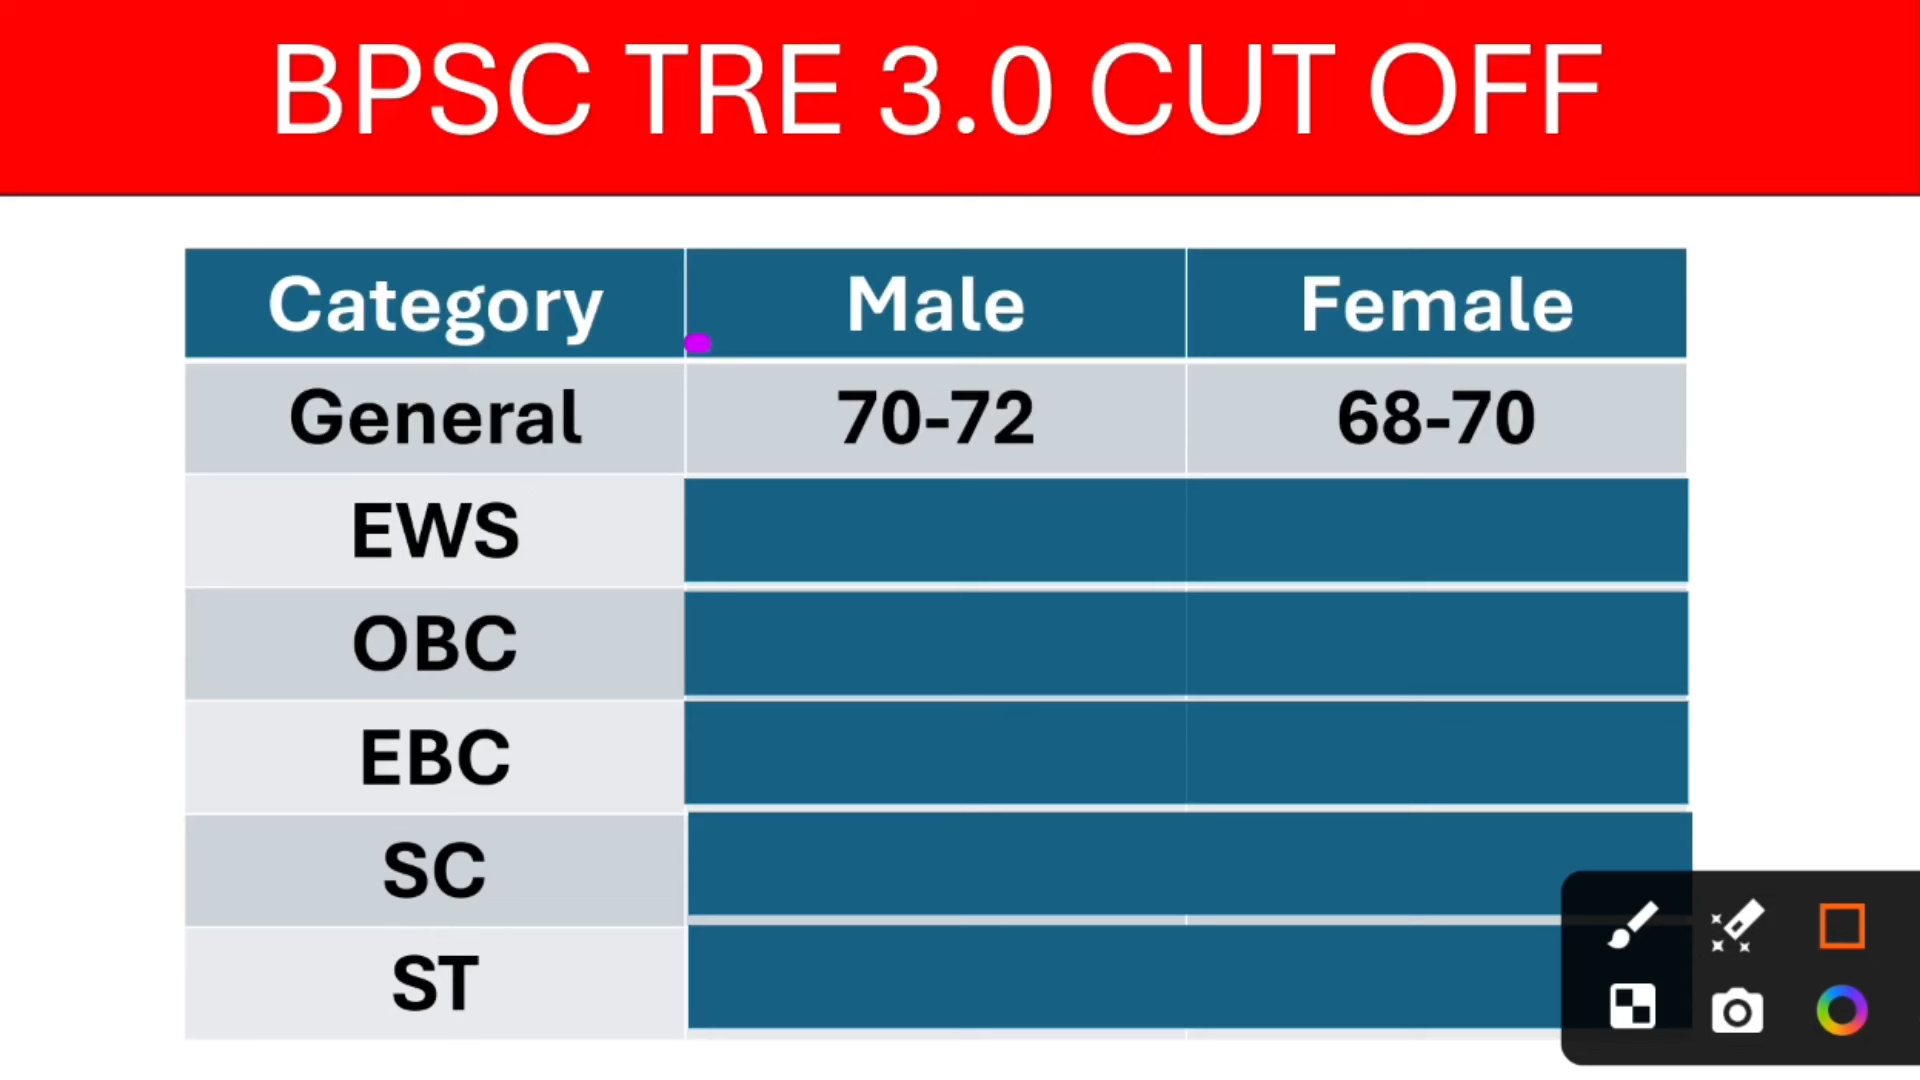 BPSC TRE 3.0 CUT OFF
Category Male Female
General 70-72 68-70
EWS
OBC
EBC
SC
ST